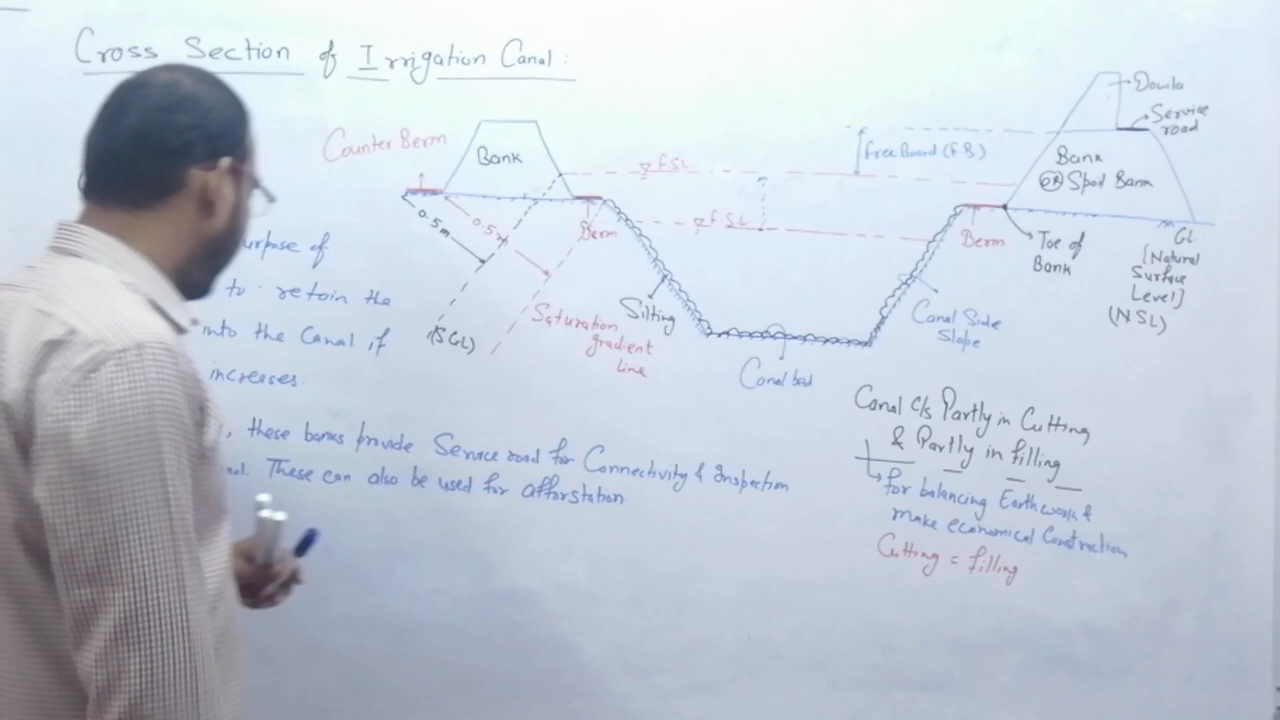 Cross Section of Irrigation Canal:
Dowla
Service
road
Counter Berm
Bank
FSL
Free Board (F.B)
Bank
OR Spoil Bank
0.5m
0.5m
Berm
F.S.L
Berm
Toe of
Bank
GL
[Natural
Surface
Level]
(NSL)
urpose of
to retain the
into the Canal if
increases.
(SGL)
Saturation
gradient
line
Silting
Canal bed
Canal Side
Slope
Canal C/s Partly in Cutting
& Partly in filling
for balancing Earthwork &
make economical Construction
Cutting = filling
, these banks provide Service road for Connectivity & Inspection
nal. These can also be used for afforstation